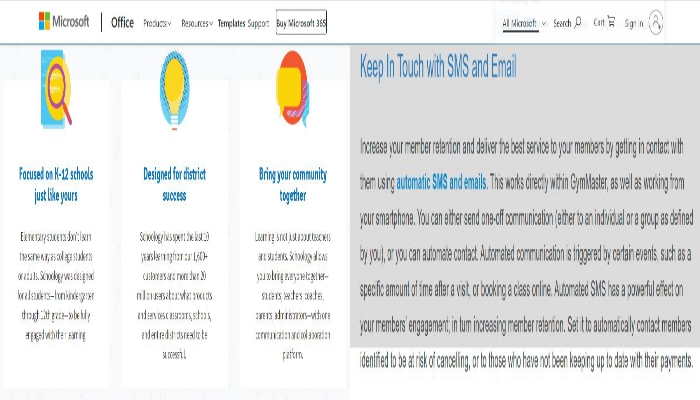 Microsoft Office Products Resources Templates Support Buy Microsoft 365 All Microsoft Search Cart Sign in
Focused on K-12 schools
just like yours
Elementary students don't learn
the same way as college students
or adults. Schoology was designed
for all students—from kindergarten
through 12th grade—to be fully
engaged with their learning.
Designed for district
success
Schoology has spent the last 10
years learning from our 1,600+
customers and more than 20
million users about what products
and services classrooms, schools,
and entire districts need to be
successful.
Bring your community
together
Learning is not just about teachers
and students. Schoology allows
you to bring everyone together—
students, teachers, coaches,
parents, administrators—with one
communication and collaboration
platform.
Keep In Touch with SMS and Email
Increase your member retention and deliver the best service to your members by getting in contact with
them using automatic SMS and emails. This works directly within GymMaster, as well as working from
your smartphone. You can either send one-off communication (either to an individual or a group as defined
by you), or you can automate contact. Automated communication is triggered by certain events, such as a
specific amount of time after a visit, or booking a class online. Automated SMS has a powerful effect on
your members' engagement, in turn increasing member retention. Set it to automatically contact members
identified to be at risk of cancelling, or to those who have not been keeping up to date with their payments.